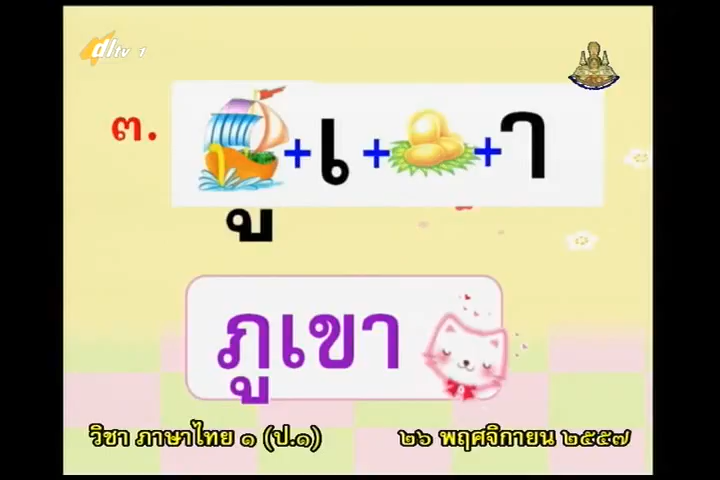 dltv 1
๓.
+ เ + + า
ู
ภูเขา
วิชา ภาษาไทย ๑ (ป.๑) ๒๖ พฤศจิกายน ๒๕๕๗